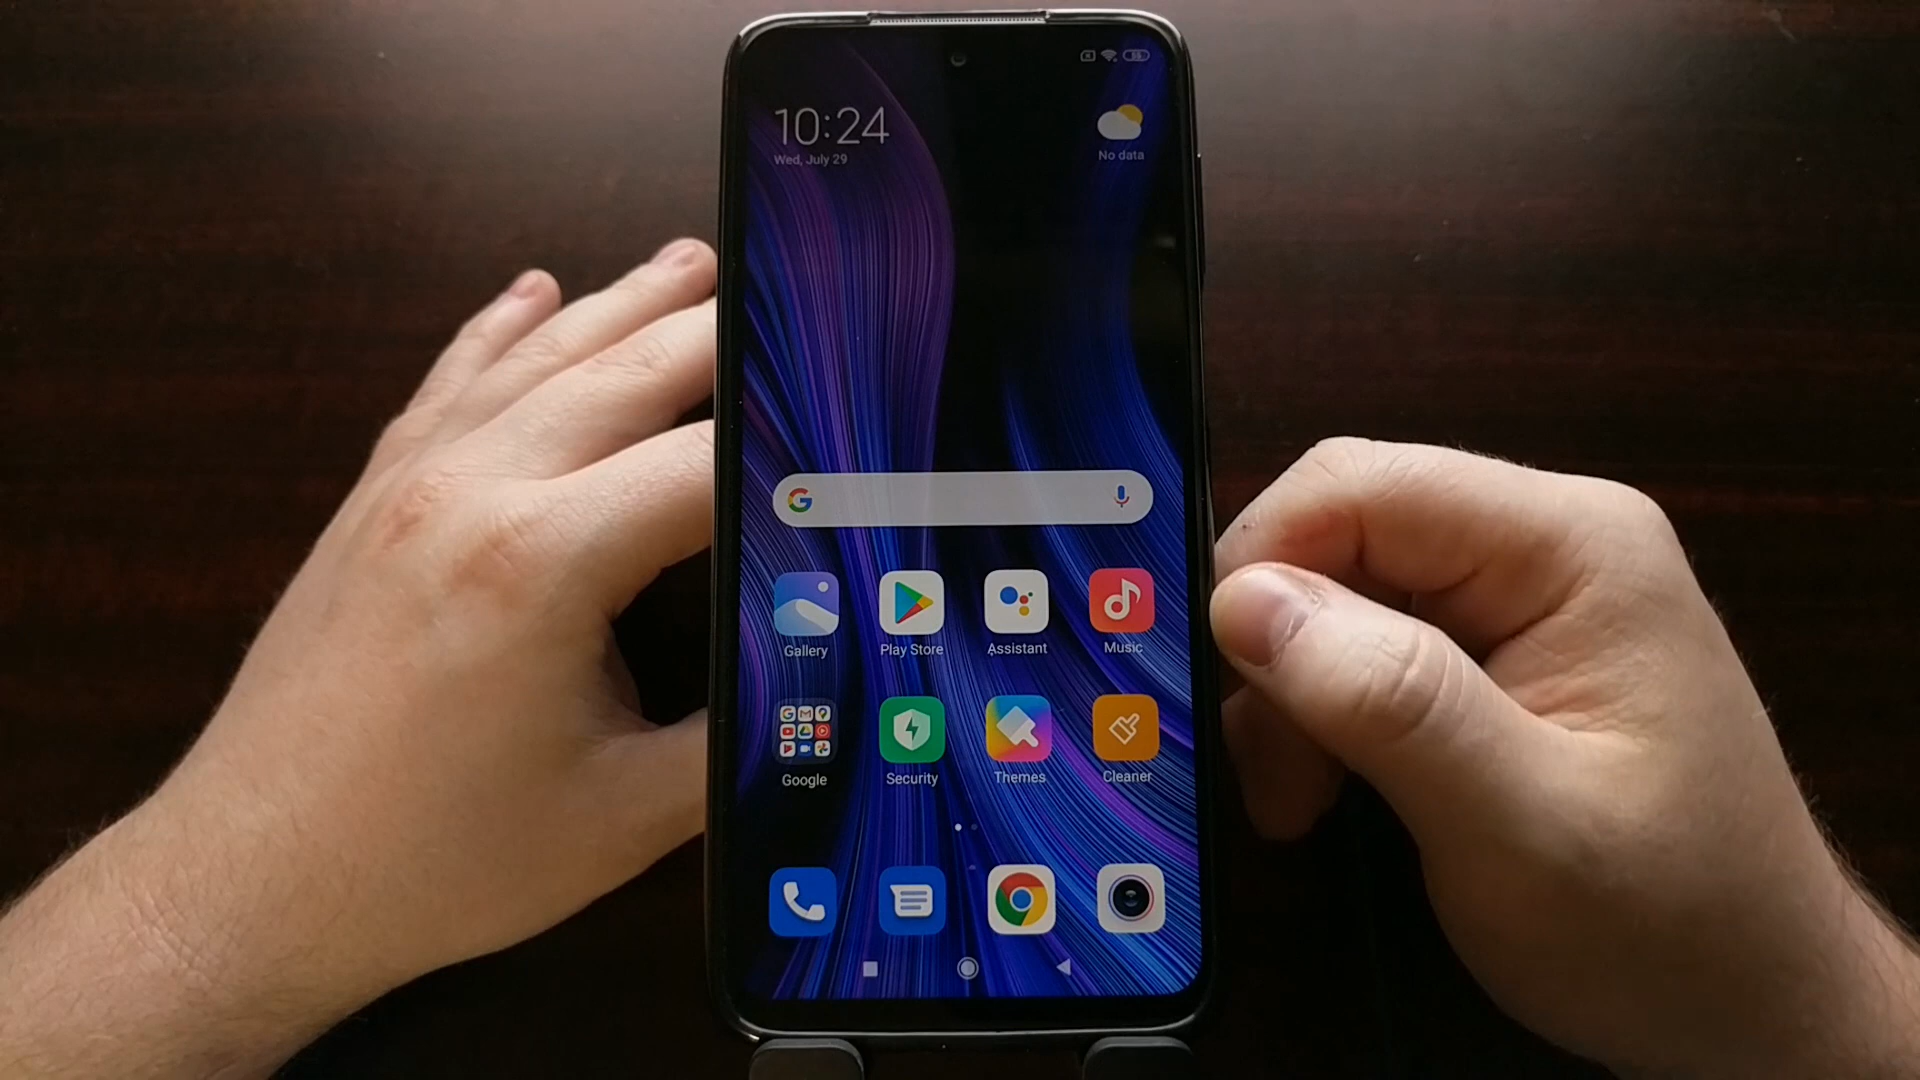 10:24
Wed, July 29
No data
Gallery
Play Store
Assistant
Music
Google
Security
Themes
Cleaner